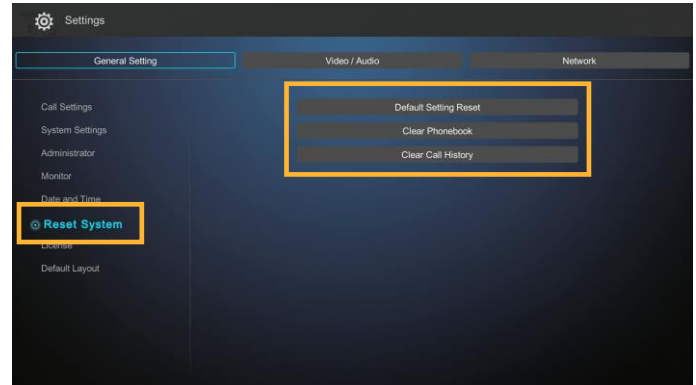 Settings
General Setting
Video / Audio
Network
Call Settings
System Settings
Administrator
Monitor
Date and Time
Reset System
License
Default Layout
Default Setting Reset
Clear Phonebook
Clear Call History